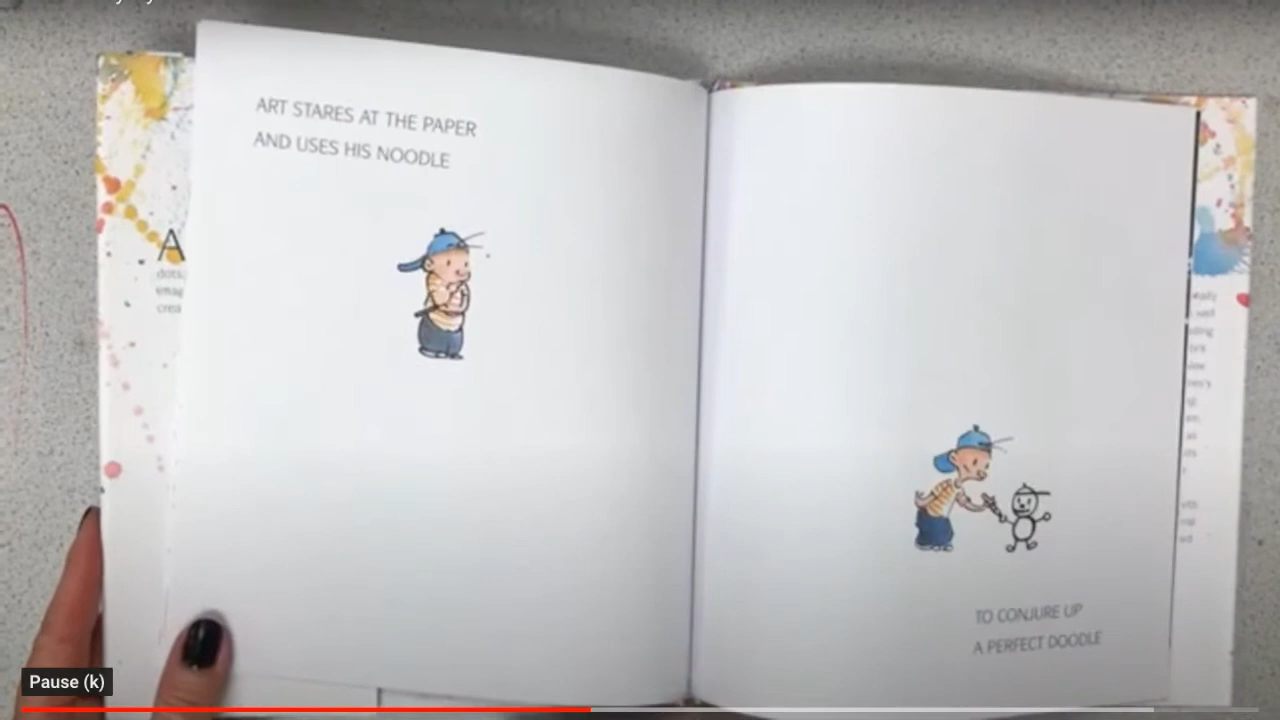 ART STARES AT THE PAPER
AND USES HIS NOODLE
A
TO CONJURE UP
A PERFECT DOODLE
Pause (k)